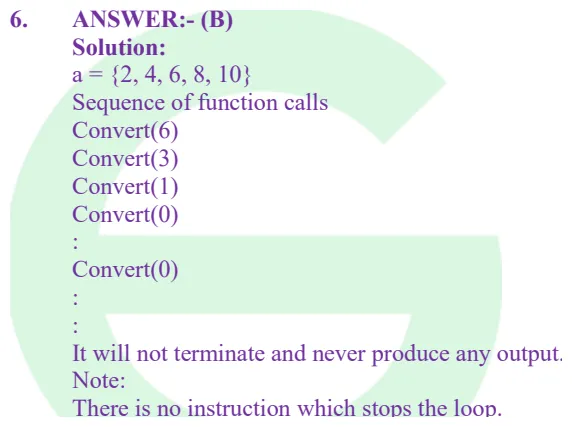 6. ANSWER:- (B)
Solution:
a = {2, 4, 6, 8, 10}
Sequence of function calls
Convert(6)
Convert(3)
Convert(1)
Convert(0)
:
Convert(0)
:
:
It will not terminate and never produce any output.
Note:
There is no instruction which stops the loop.